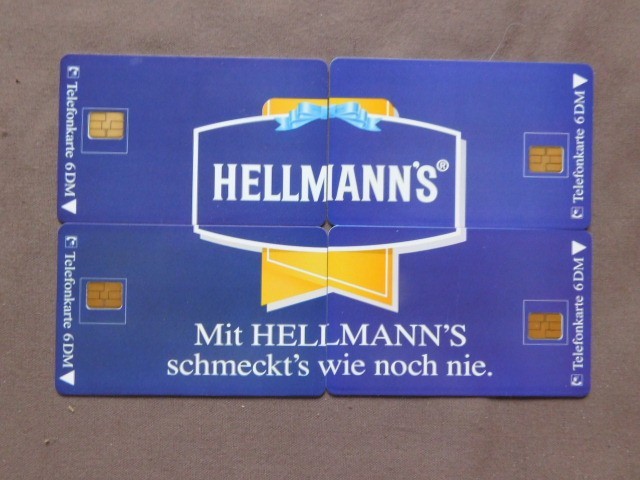 Telefonkarte 6 DM
Telefonkarte 6 DM
HELLMANN'S®
Telefonkarte 6 DM
Telefonkarte 6 DM
Mit HELLMANN'S
schmeckt's wie noch nie.